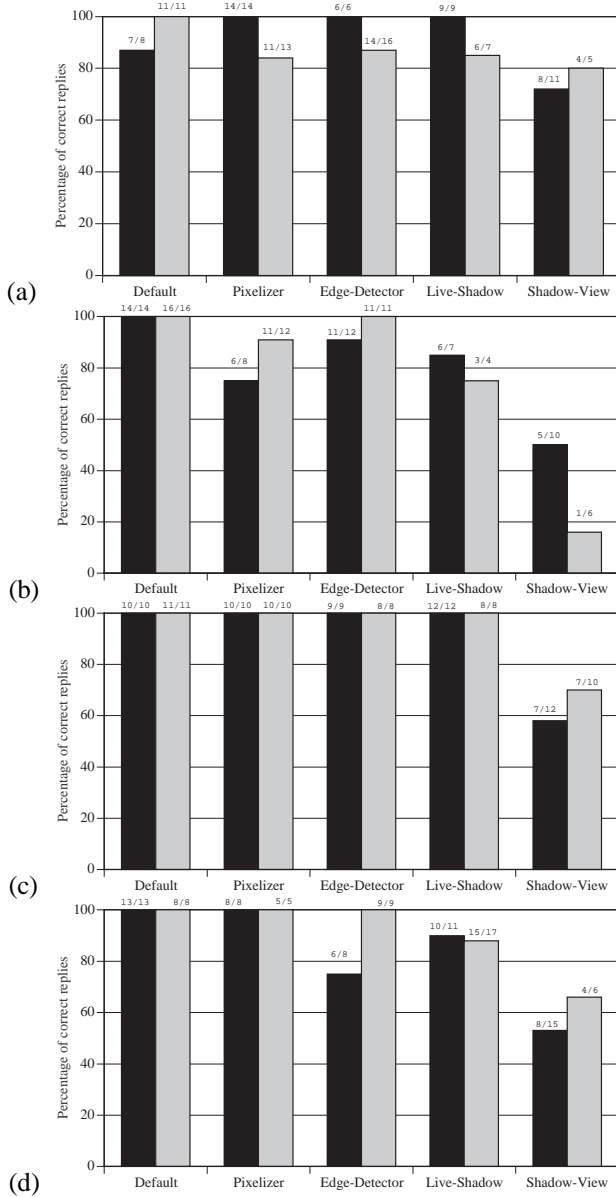 100
7/8 11/11 14/14 11/13 6/6 14/16 9/9 6/7 8/11 4/5
80
60
40
20
0
Percentage of correct replies
(a)
Default Pixelizer Edge-Detector Live-Shadow Shadow-View
100
14/14 16/16 6/8 11/12 11/12 11/11 6/7 3/4 5/10 1/6
80
60
40
20
0
Percentage of correct replies
(b)
Default Pixelizer Edge-Detector Live-Shadow Shadow-View
100
10/10 11/11 10/10 10/10 9/9 8/8 12/12 8/8 7/12 7/10
80
60
40
20
0
Percentage of correct replies
(c)
Default Pixelizer Edge-Detector Live-Shadow Shadow-View
100
13/13 8/8 8/8 5/5 6/8 9/9 10/11 15/17 8/15 4/6
80
60
40
20
0
Percentage of correct replies
(d)
Default Pixelizer Edge-Detector Live-Shadow Shadow-View